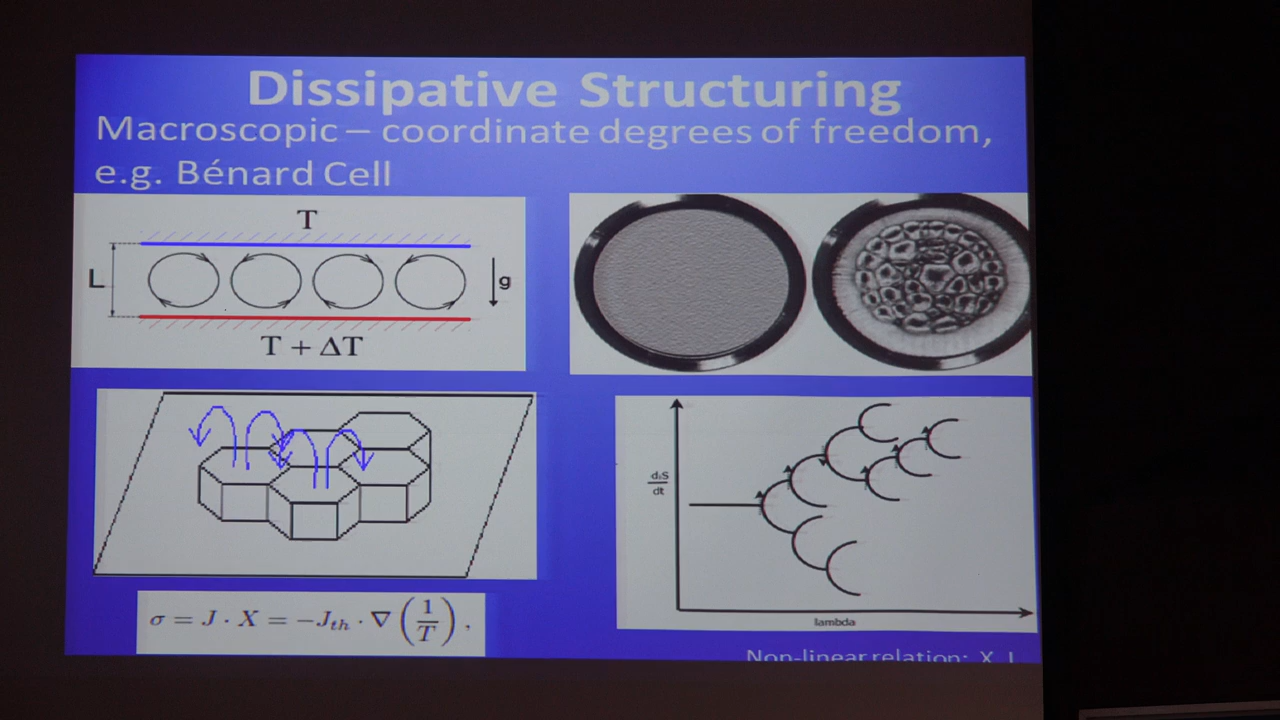 Dissipative Structuring
Macroscopic – coordinate degrees of freedom,
e.g. Bénard Cell
T
L
g
T + ΔT
dᵢS
dt
lambda
σ = J · X = −J_th · ∇(1/T),
Non-linear relation: X